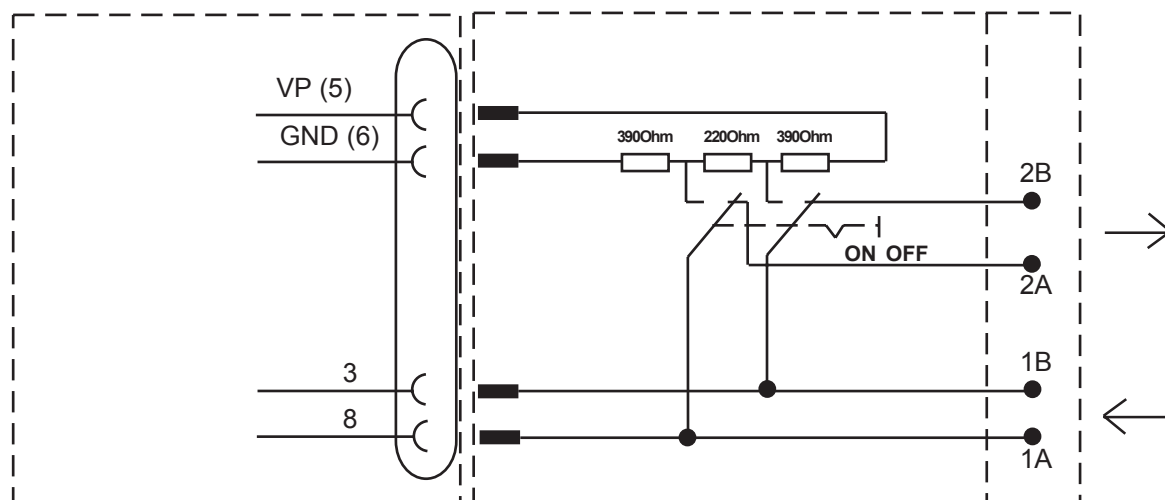 VP (5)
GND (6)
390Ohm 220Ohm 390Ohm
2B
ON OFF
2A
3
1B
8
1A